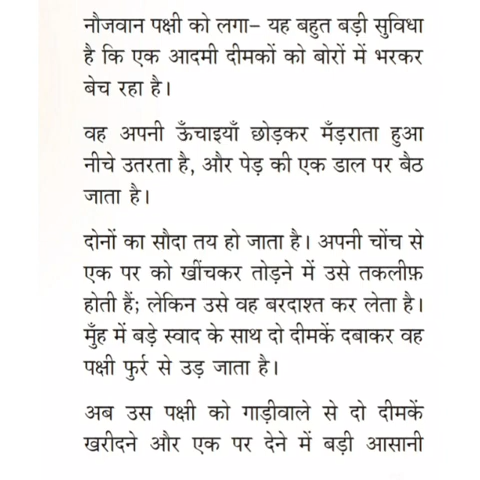 नौजवान पक्षी को लगा– यह बहुत बड़ी सुविधा
है कि एक आदमी दीमकों को बोरों में भरकर
बेच रहा है।
वह अपनी ऊँचाइयाँ छोड़कर मँड़राता हुआ
नीचे उतरता है, और पेड़ की एक डाल पर बैठ
जाता है।
दोनों का सौदा तय हो जाता है। अपनी चोंच से
एक पर को खींचकर तोड़ने में उसे तकलीफ़
होती हैं; लेकिन उसे वह बरदाश्त कर लेता है।
मुँह में बड़े स्वाद के साथ दो दीमकें दबाकर वह
पक्षी फुर्र से उड़ जाता है।
अब उस पक्षी को गाड़ीवाले से दो दीमकें
खरीदने और एक पर देने में बड़ी आसानी